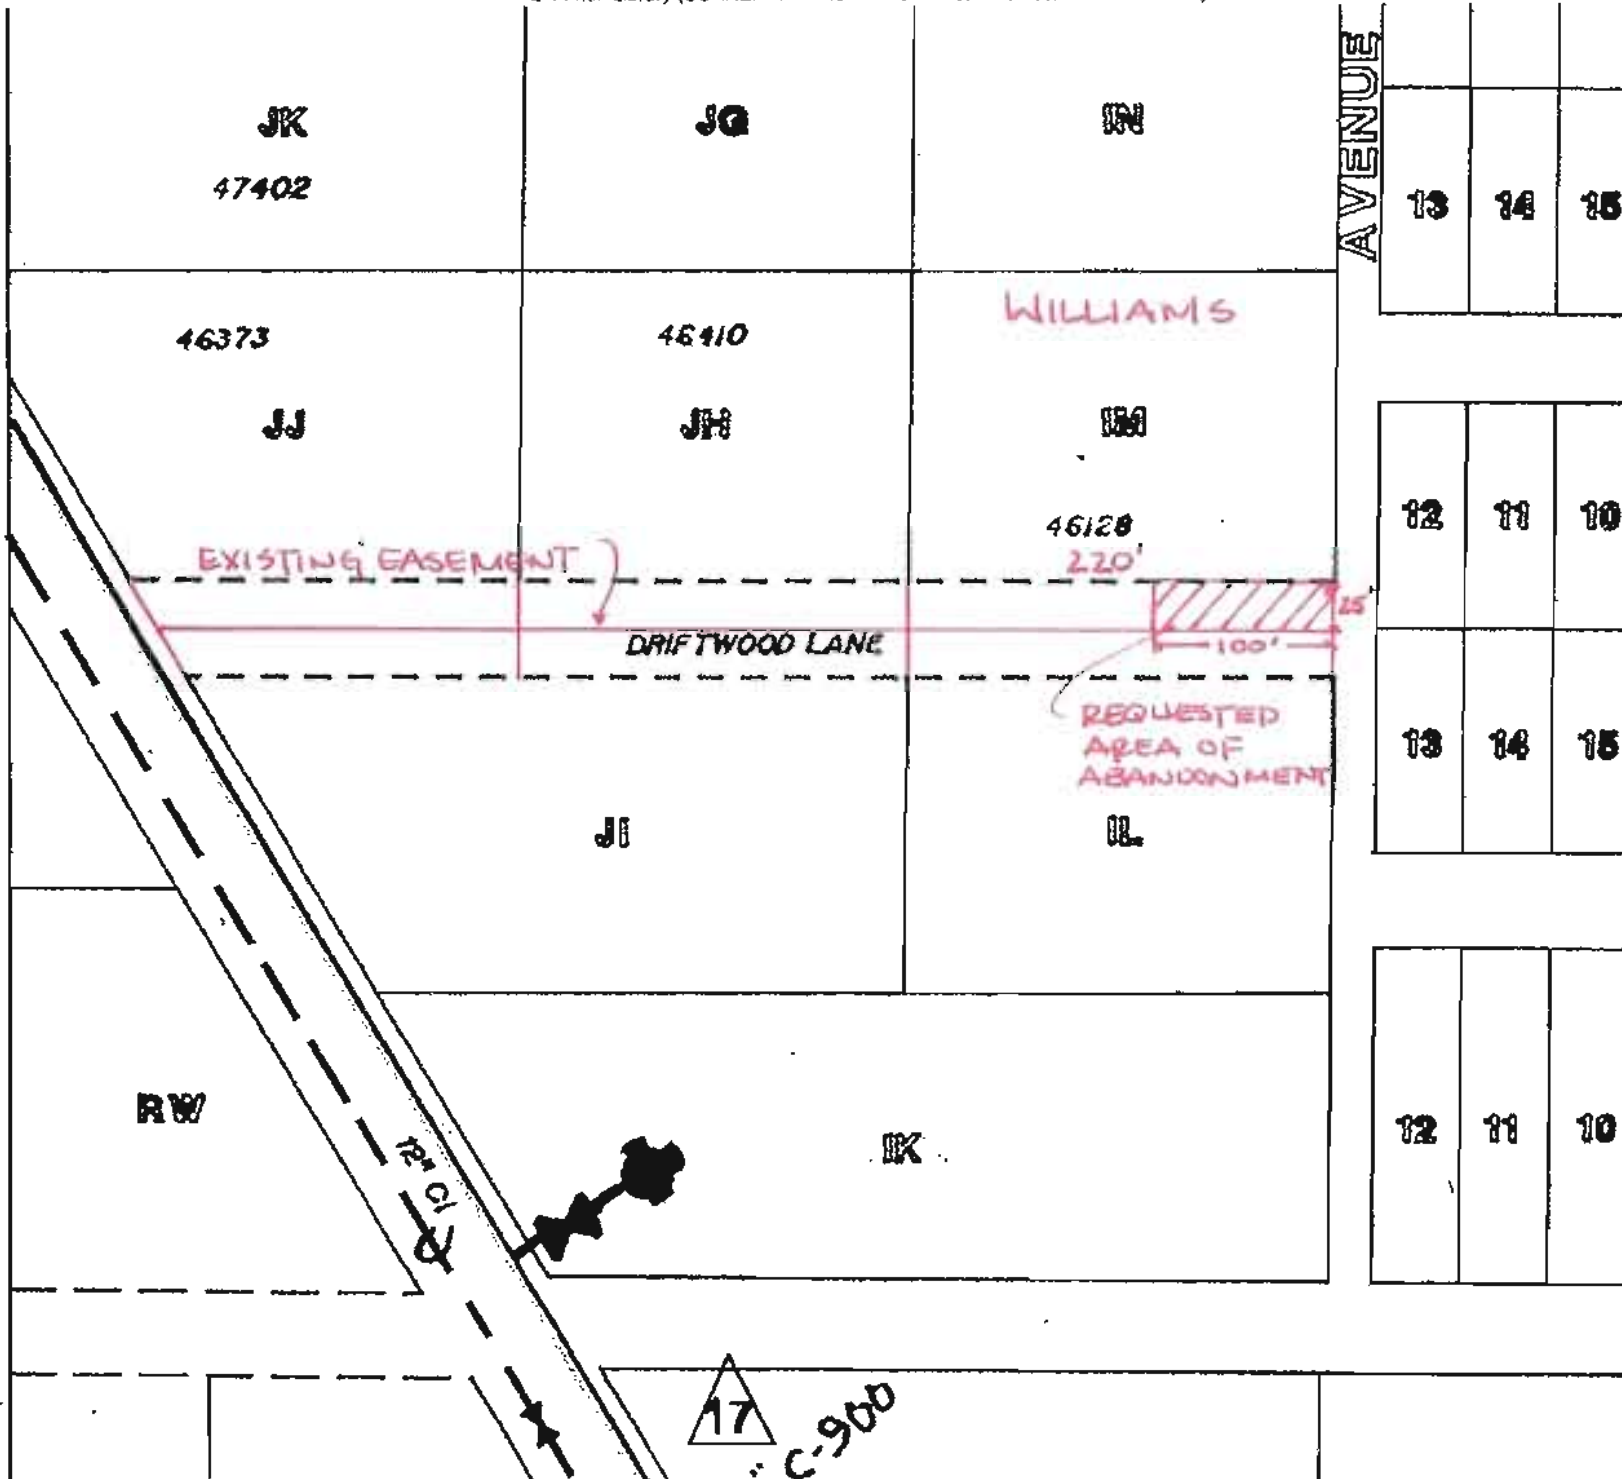 AVENUE
JK
JG
IN
47402
13 14 15
WILLIAMS
46373
46410
JJ
JH
IM
46128
12 11 10
EXISTING EASEMENT
220'
25'
DRIFTWOOD LANE
100'
REQUESTED
AREA OF
ABANDONMENT
13 14 15
JI
IL
RW
IK
12 11 10
12" CI
17
C-900